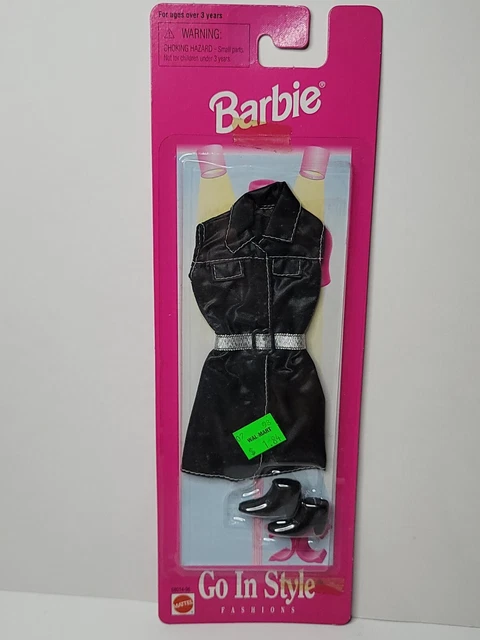 For ages over 3 years
⚠ WARNING:
CHOKING HAZARD - Small parts.
Not for children under 3 years.
Barbie®
WAL MART
Go In Style
FASHIONS
MATTEL